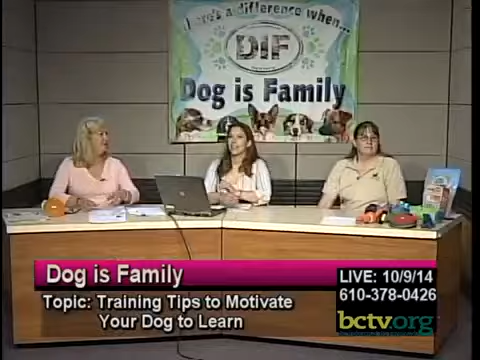 There's a difference when...
DIF
Dog is Family
Dog is Family
LIVE: 10/9/14
Topic: Training Tips to Motivate
Your Dog to Learn
610-378-0426
bctv.org